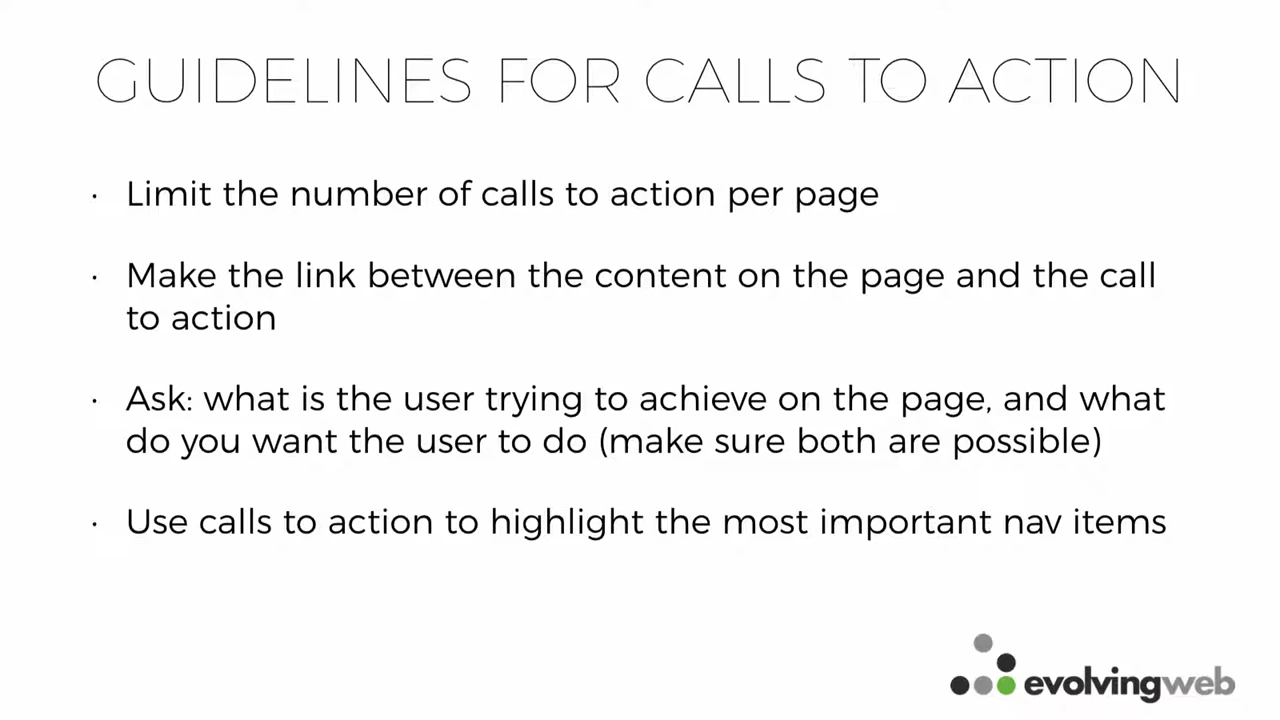 GUIDELINES FOR CALLS TO ACTION
· Limit the number of calls to action per page
· Make the link between the content on the page and the call
to action
· Ask: what is the user trying to achieve on the page, and what
do you want the user to do (make sure both are possible)
· Use calls to action to highlight the most important nav items
evolvingweb